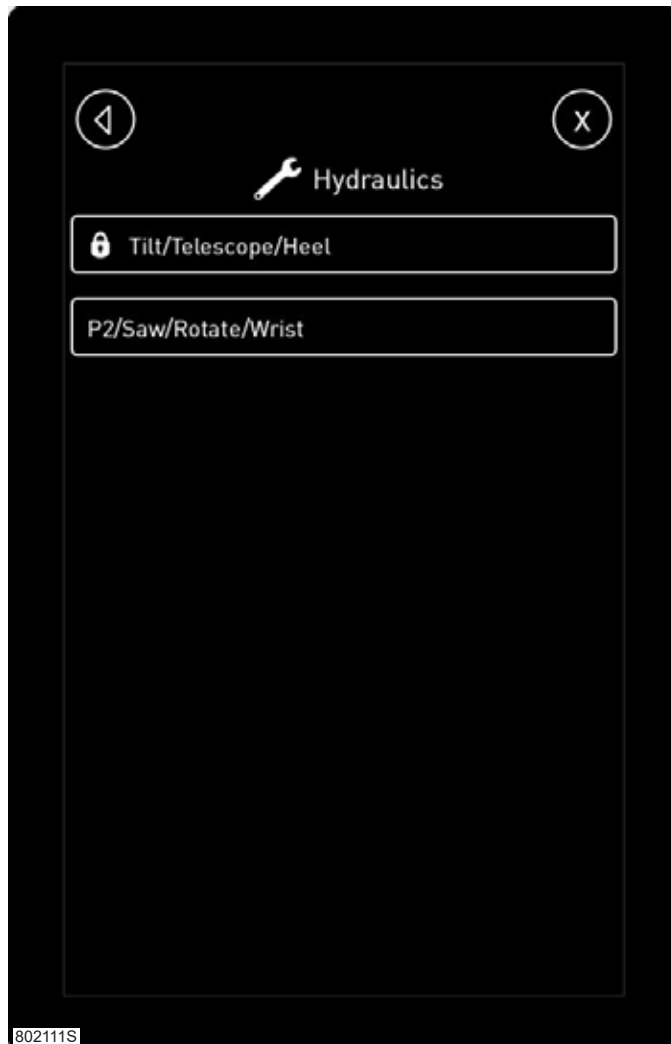 X
Hydraulics
Tilt/Telescope/Heel
P2/Saw/Rotate/Wrist
802111S